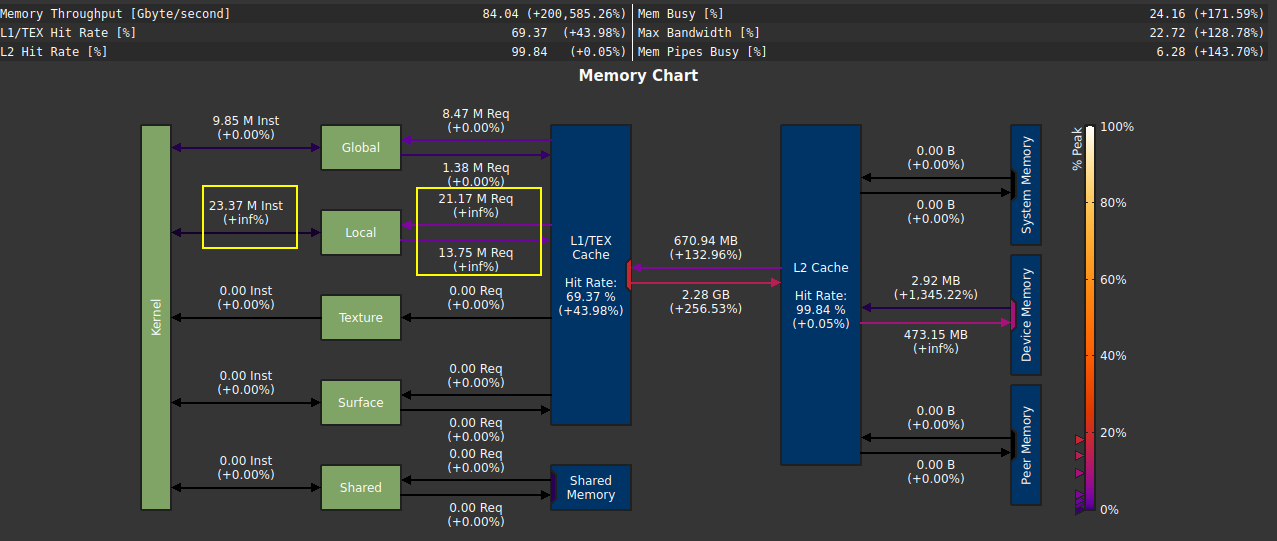 Memory Throughput [Gbyte/second] 84.04 (+200,585.26%) Mem Busy [%] 24.16 (+171.59%)
L1/TEX Hit Rate [%] 69.37 (+43.98%) Max Bandwidth [%] 22.72 (+128.78%)
L2 Hit Rate [%] 99.84 (+0.05%) Mem Pipes Busy [%] 6.28 (+143.70%)
Memory Chart
Kernel
9.85 M Inst
(+0.00%)
Global
8.47 M Req
(+0.00%)
1.38 M Req
(+0.00%)
23.37 M Inst
(+inf%)
Local
21.17 M Req
(+inf%)
13.75 M Req
(+inf%)
0.00 Inst
(+0.00%)
Texture
0.00 Req
(+0.00%)
0.00 Inst
(+0.00%)
Surface
0.00 Req
(+0.00%)
0.00 Req
(+0.00%)
0.00 Inst
(+0.00%)
Shared
0.00 Req
(+0.00%)
0.00 Req
(+0.00%)
L1/TEX
Cache
Hit Rate:
69.37 %
(+43.98%)
Shared
Memory
670.94 MB
(+132.96%)
2.28 GB
(+256.53%)
L2 Cache
Hit Rate:
99.84 %
(+0.05%)
0.00 B
(+0.00%)
0.00 B
(+0.00%)
System Memory
2.92 MB
(+1,345.22%)
473.15 MB
(+inf%)
Device Memory
0.00 B
(+0.00%)
0.00 B
(+0.00%)
Peer Memory
% Peak
100%
80%
60%
40%
20%
0%